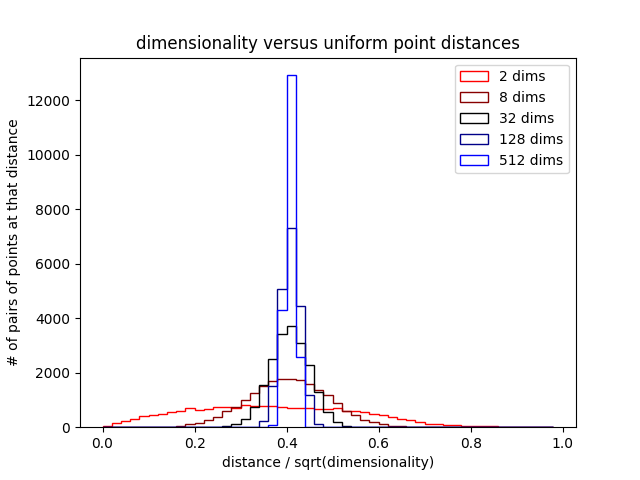 dimensionality versus uniform point distances
2 dims
8 dims
32 dims
128 dims
512 dims
# of pairs of points at that distance
12000
10000
8000
6000
4000
2000
0
0.0 0.2 0.4 0.6 0.8 1.0
distance / sqrt(dimensionality)